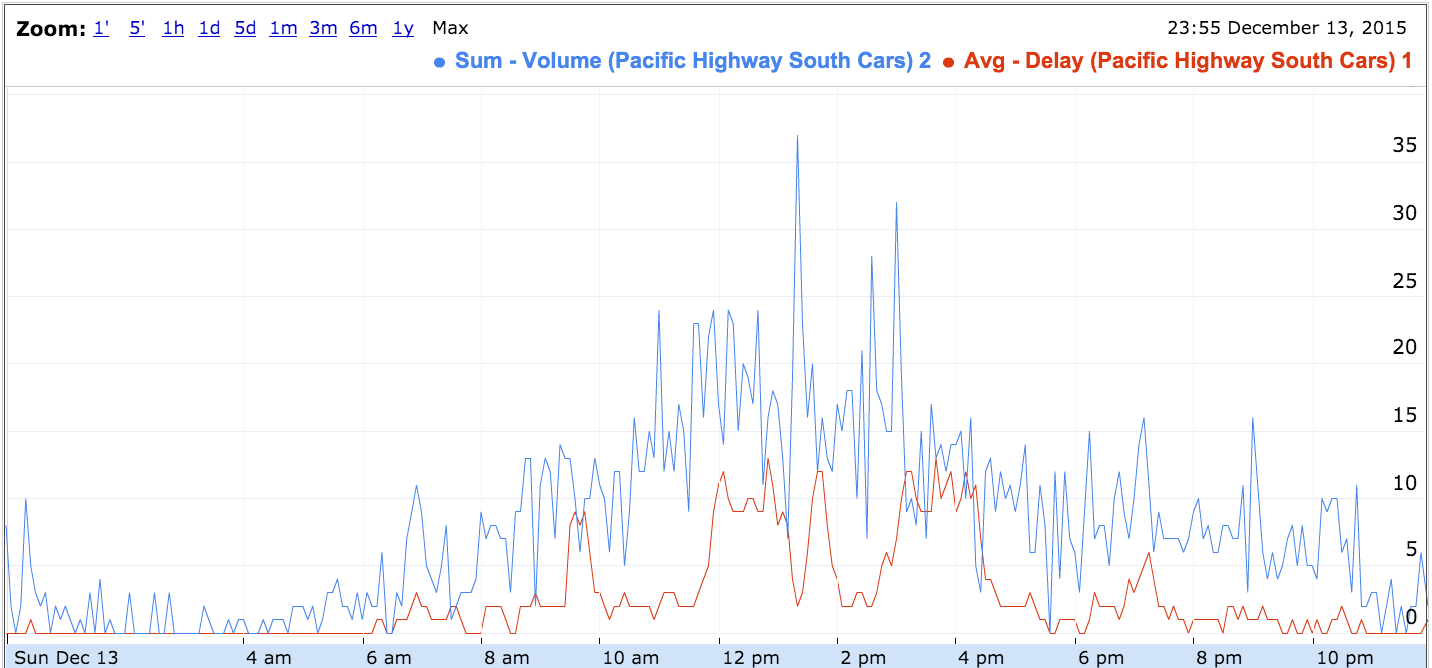 Zoom: 1' 5' 1h 1d 5d 1m 3m 6m 1y Max 23:55 December 13, 2015
● Sum - Volume (Pacific Highway South Cars) 2 ● Avg - Delay (Pacific Highway South Cars) 1
35
30
25
20
15
10
5
0
Sun Dec 13 4 am 6 am 8 am 10 am 12 pm 2 pm 4 pm 6 pm 8 pm 10 pm